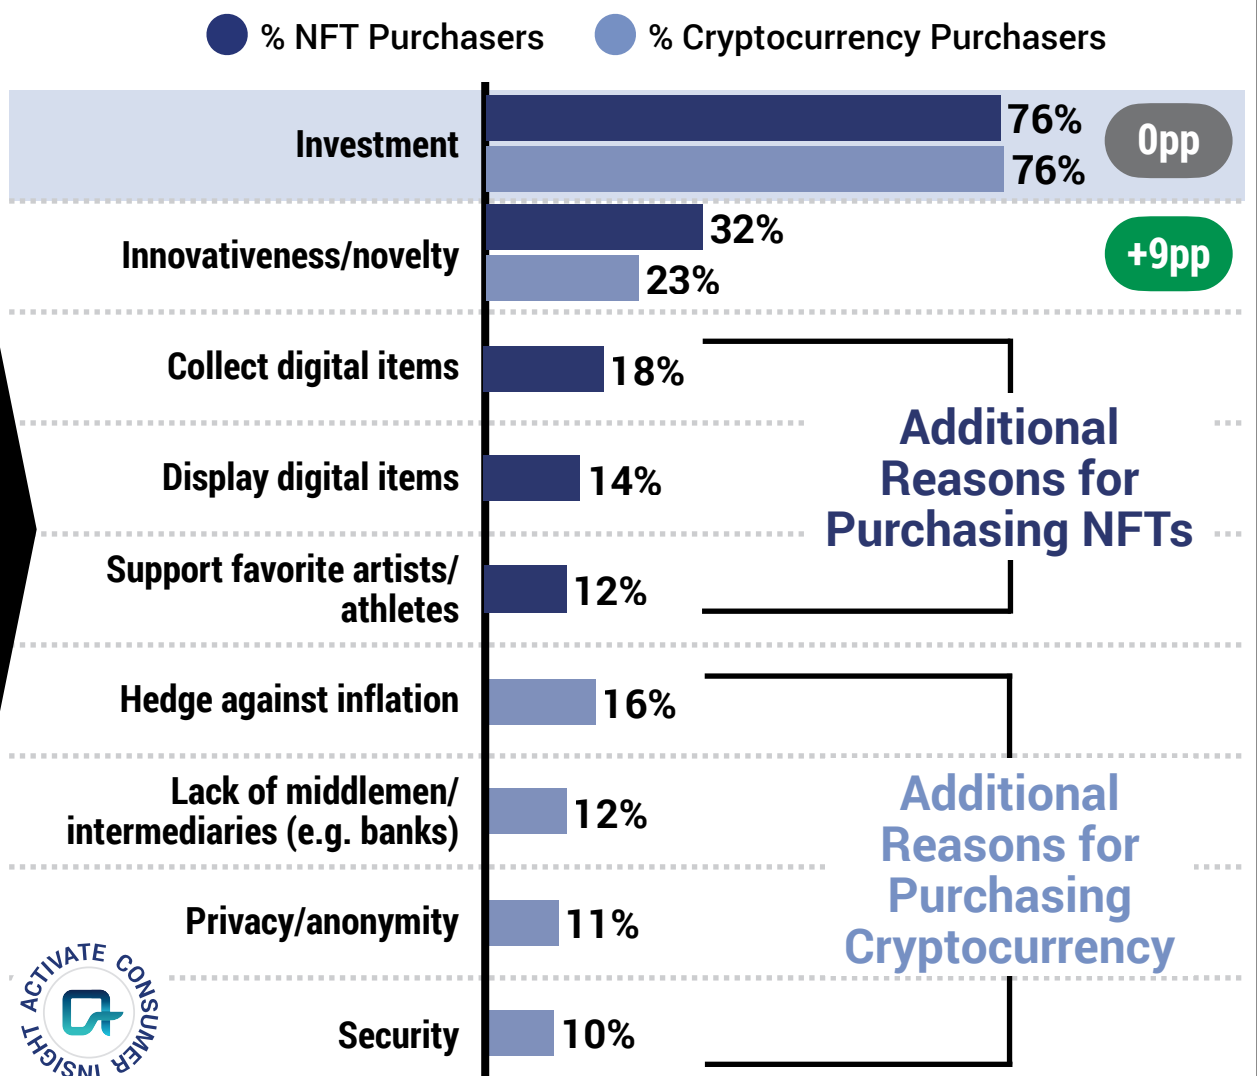 % NFT Purchasers
% Cryptocurrency Purchasers
Investment
76%
76%
0pp
Innovativeness/novelty
32%
23%
+9pp
Collect digital items
18%
Display digital items
14%
Support favorite artists/
athletes
12%
Additional
Reasons for
Purchasing NFTs
Hedge against inflation
16%
Lack of middlemen/
intermediaries (e.g. banks)
12%
Privacy/anonymity
11%
Security
10%
Additional
Reasons for
Purchasing
Cryptocurrency
ACTIVATE CONSUMER INSIGHT